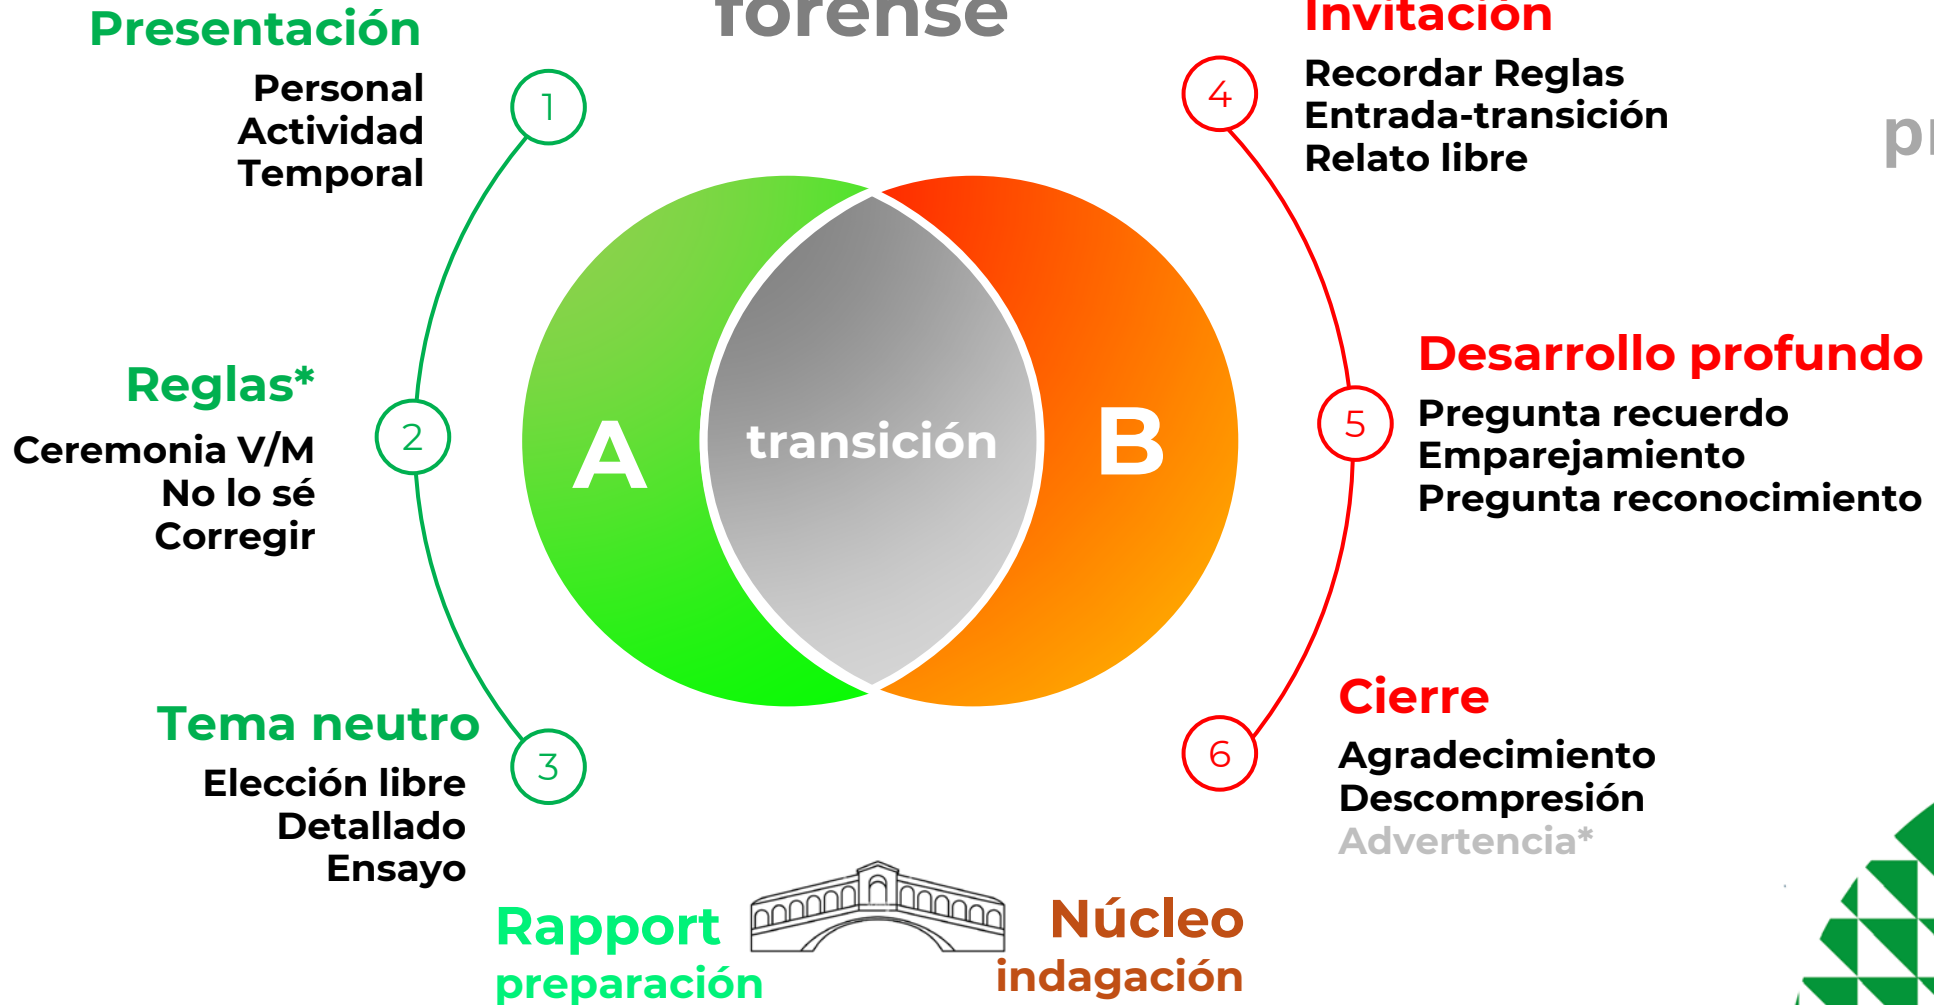 forense
Presentación
Personal
Actividad
Temporal
1
Reglas*
Ceremonia V/M
No lo sé
Corregir
2
Tema neutro
Elección libre
Detallado
Ensayo
3
A
transición
B
Invitación
Recordar Reglas
Entrada-transición
Relato libre
4
Desarrollo profundo
Pregunta recuerdo
Emparejamiento
Pregunta reconocimiento
5
Cierre
Agradecimiento
Descompresión
Advertencia*
6
Rapport
preparación
Núcleo
indagación